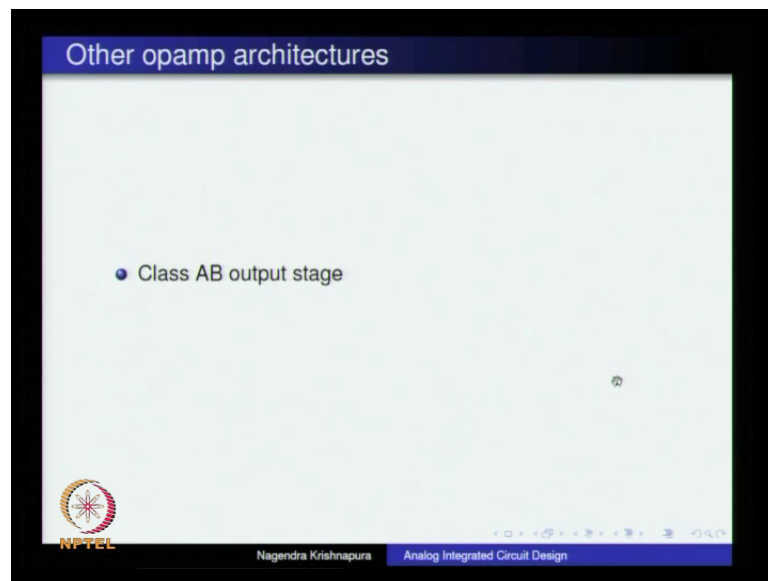 Other opamp architectures
Class AB output stage
NPTEL
Nagendra Krishnapura
Analog Integrated Circuit Design